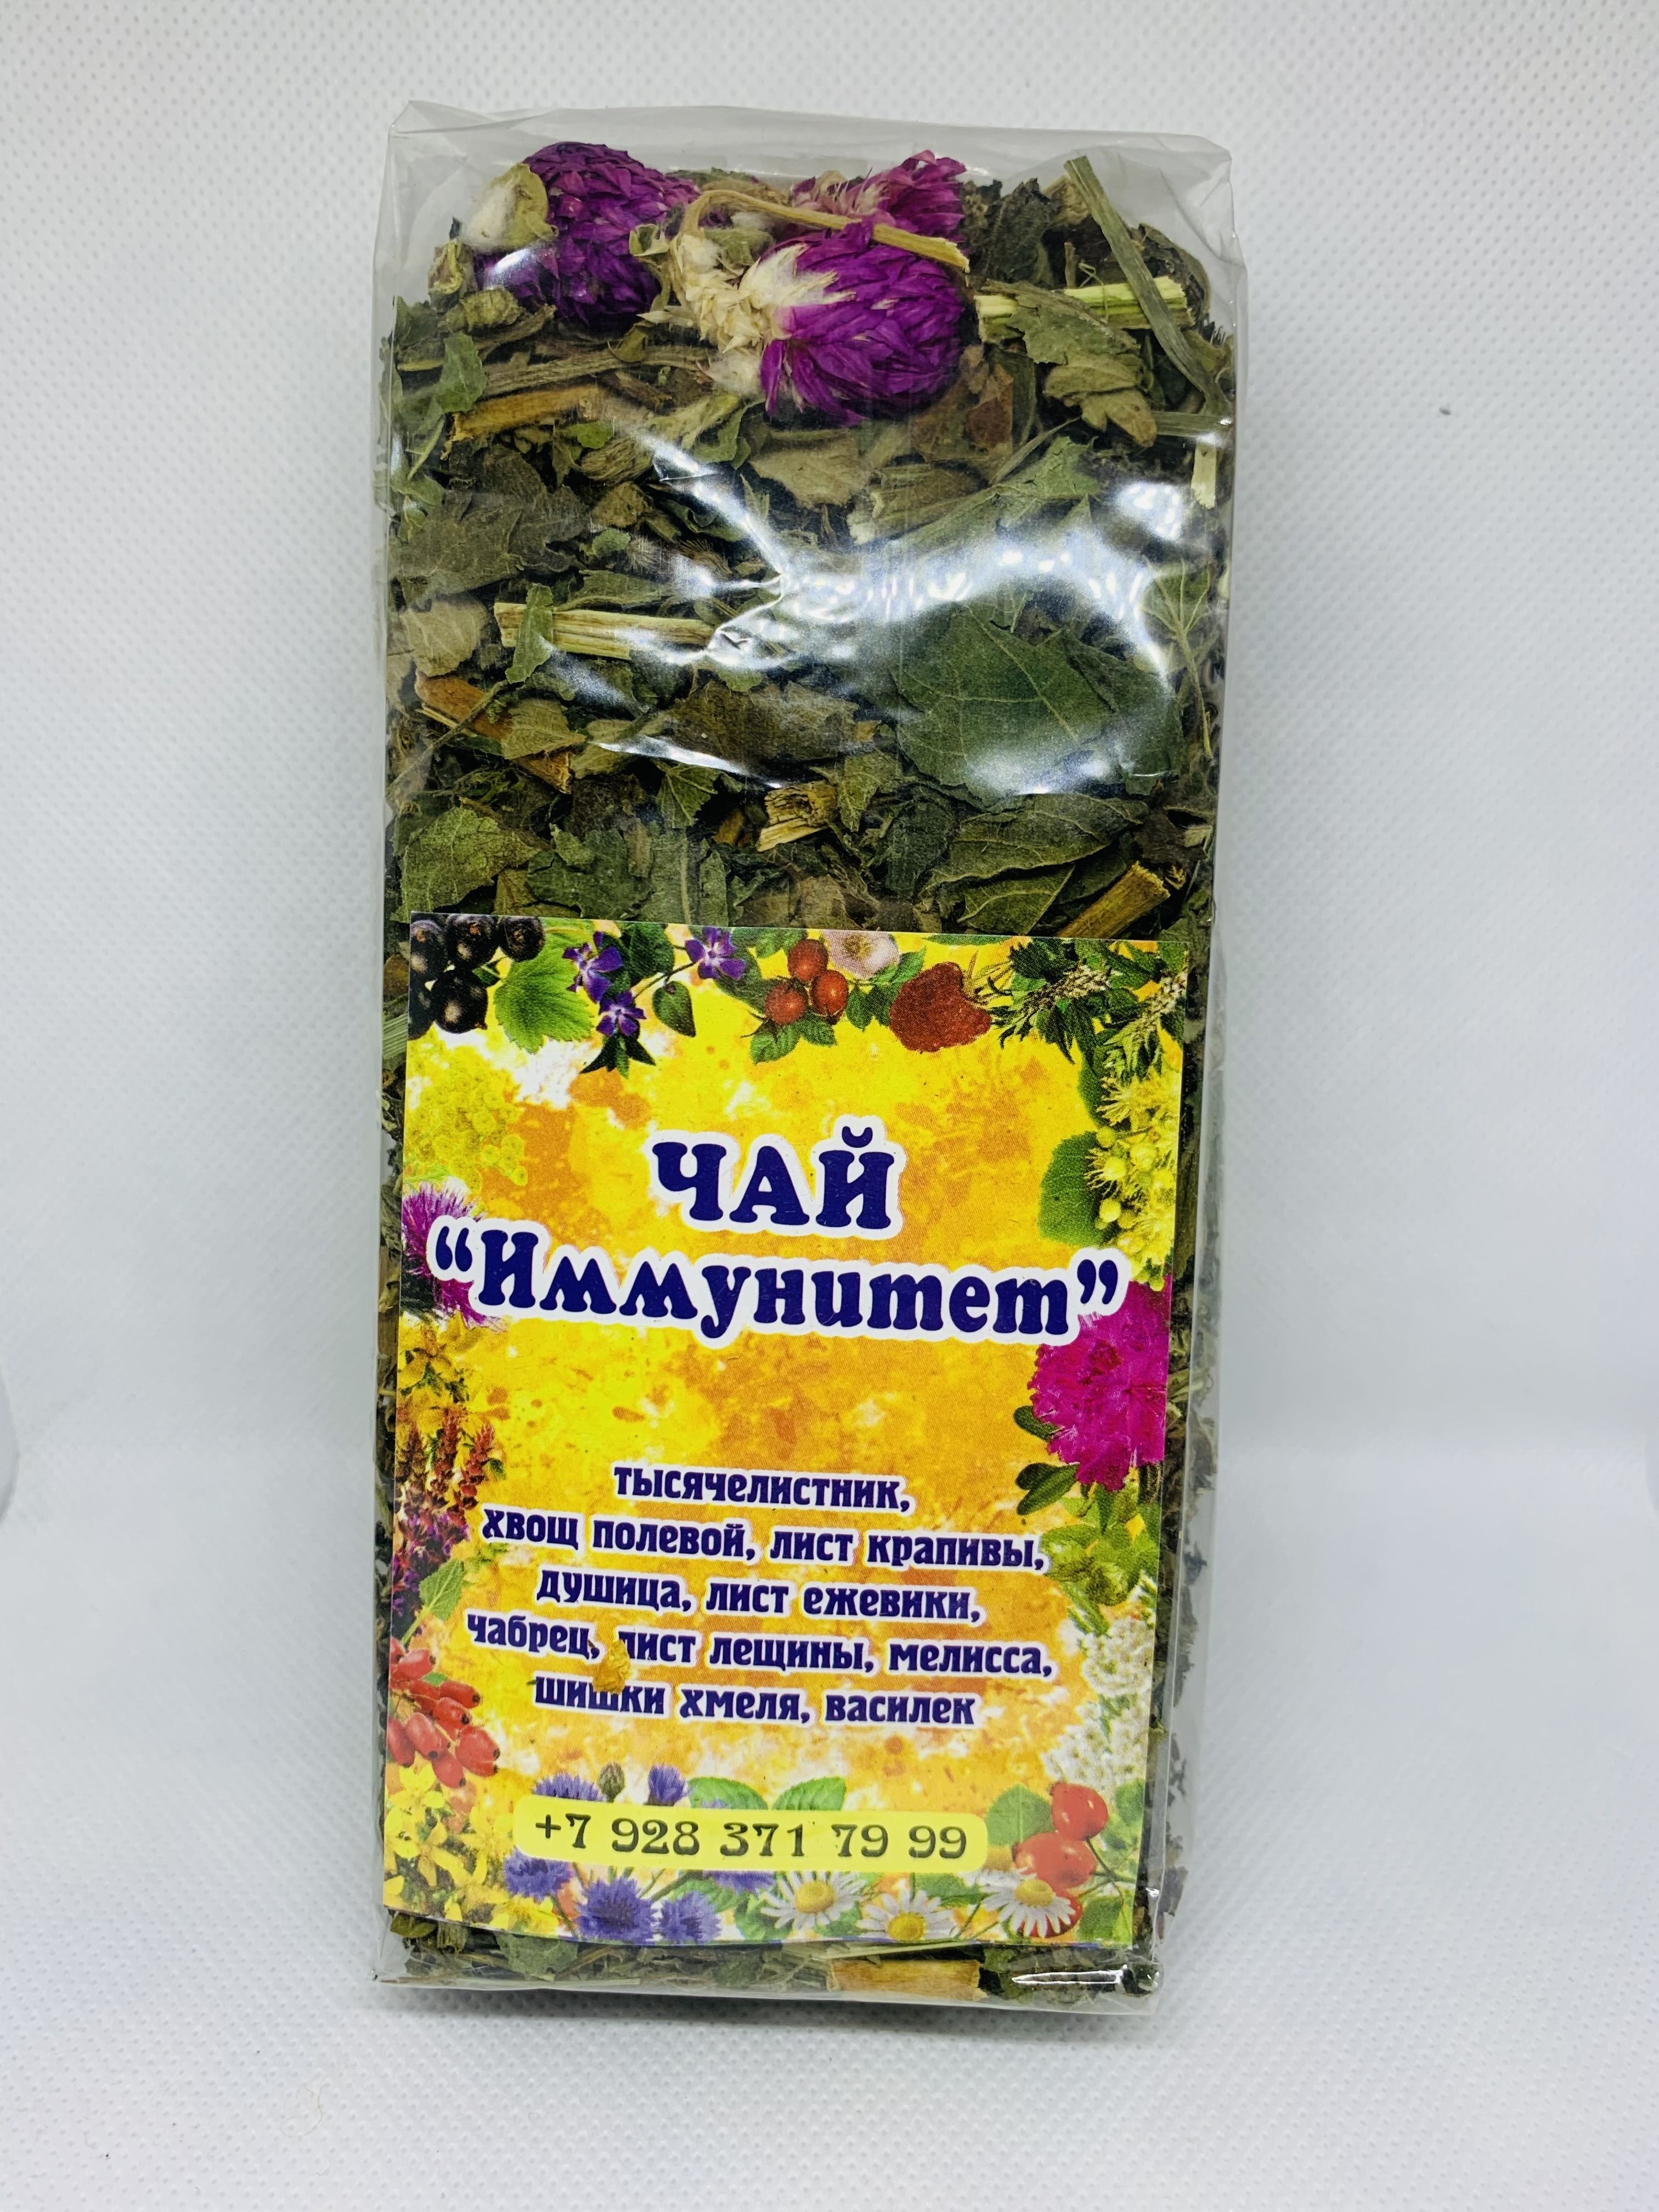 ЧАЙ
“Иммунитет”
тысячелистник,
хвощ полевой, лист крапивы,
душица, лист ежевики,
чабрец, лист лещины, мелисса,
шишки хмеля, василек
+7 928 371 79 99